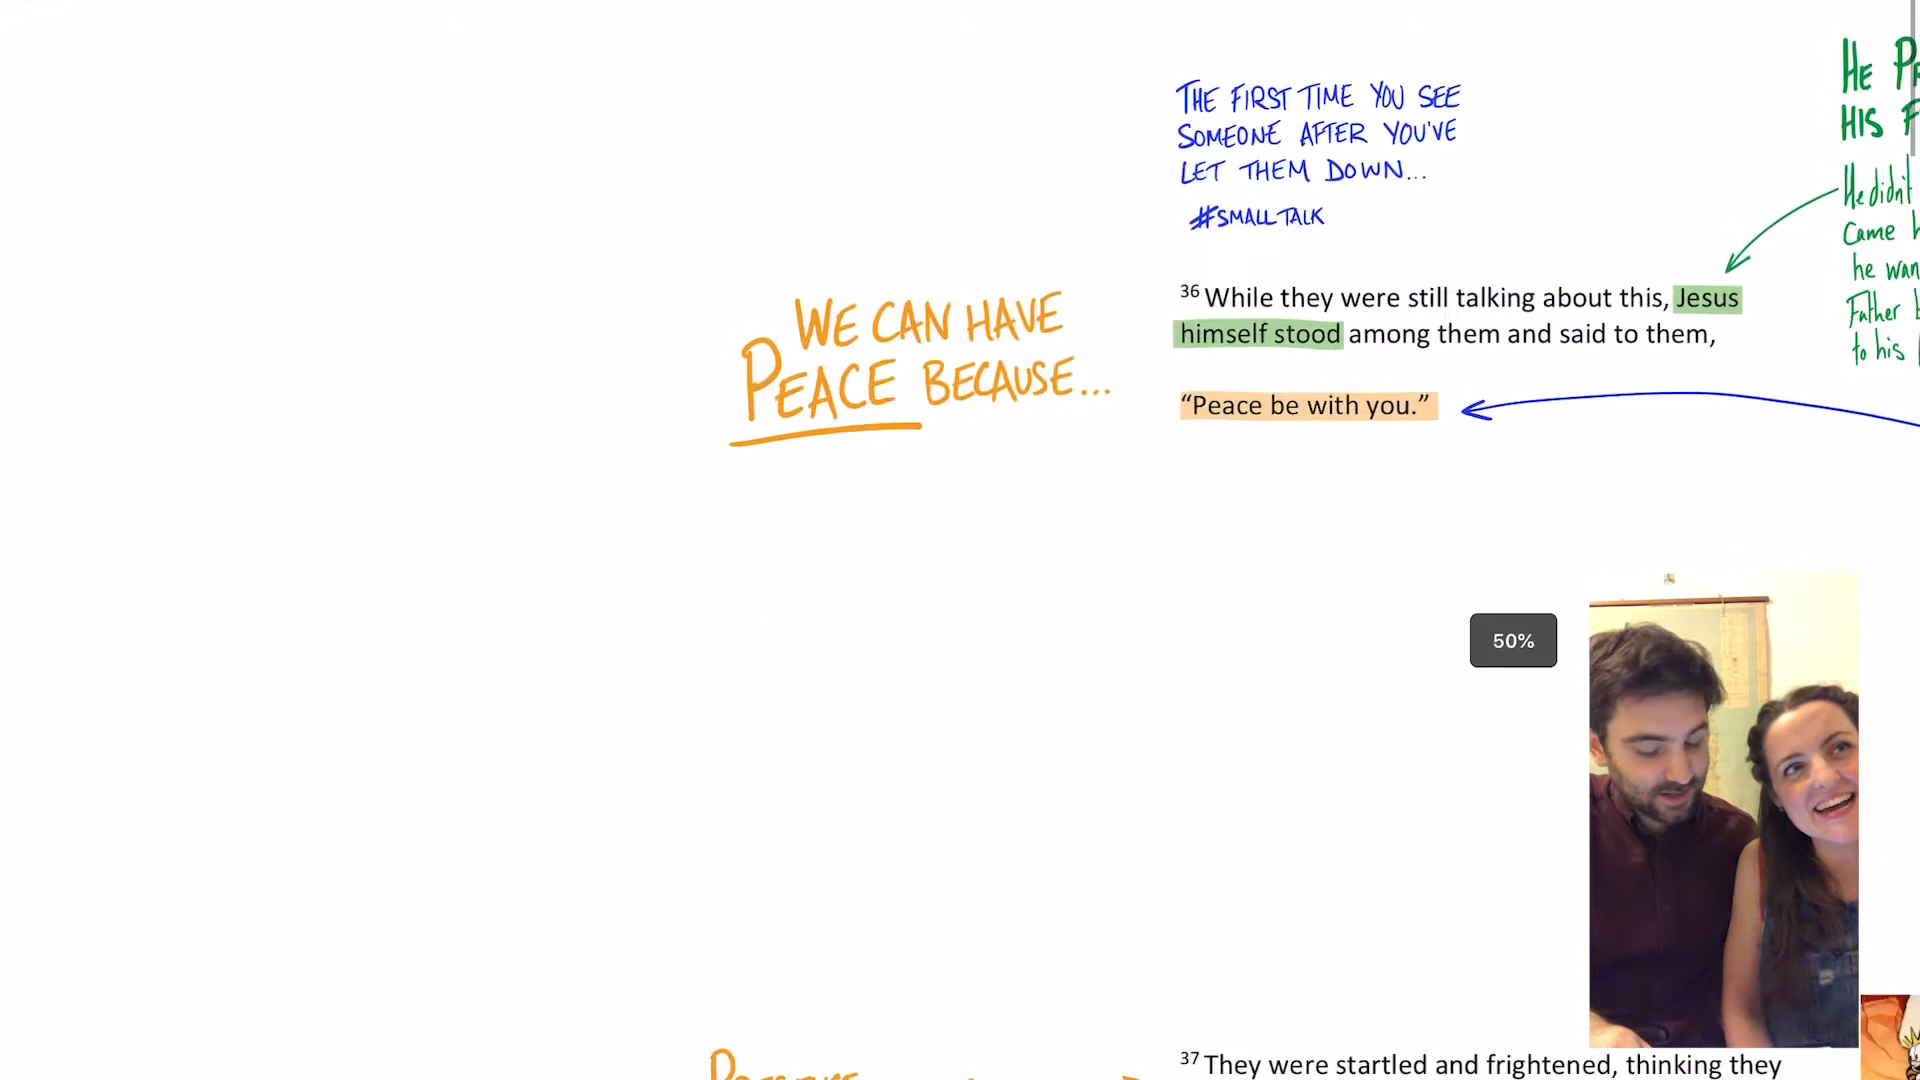 THE FIRST TIME YOU SEE
SOMEONE AFTER YOU'VE
LET THEM DOWN...
#SMALLTALK
HE
HIS
He didn't
Came
he
Father
to his
36 While they were still talking about this, Jesus
himself stood among them and said to them,
WE CAN HAVE
PEACE BECAUSE...
“Peace be with you.”
50%
37 They were startled and frightened, thinking they